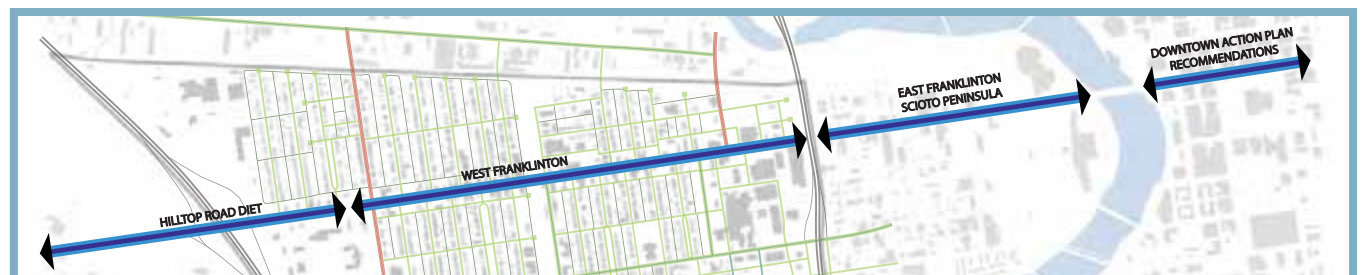 HILLTOP ROAD DIET
WEST FRANKLINTON
EAST FRANKLINTON
SCIOTO PENINSULA
DOWNTOWN ACTION PLAN
RECOMMENDATIONS